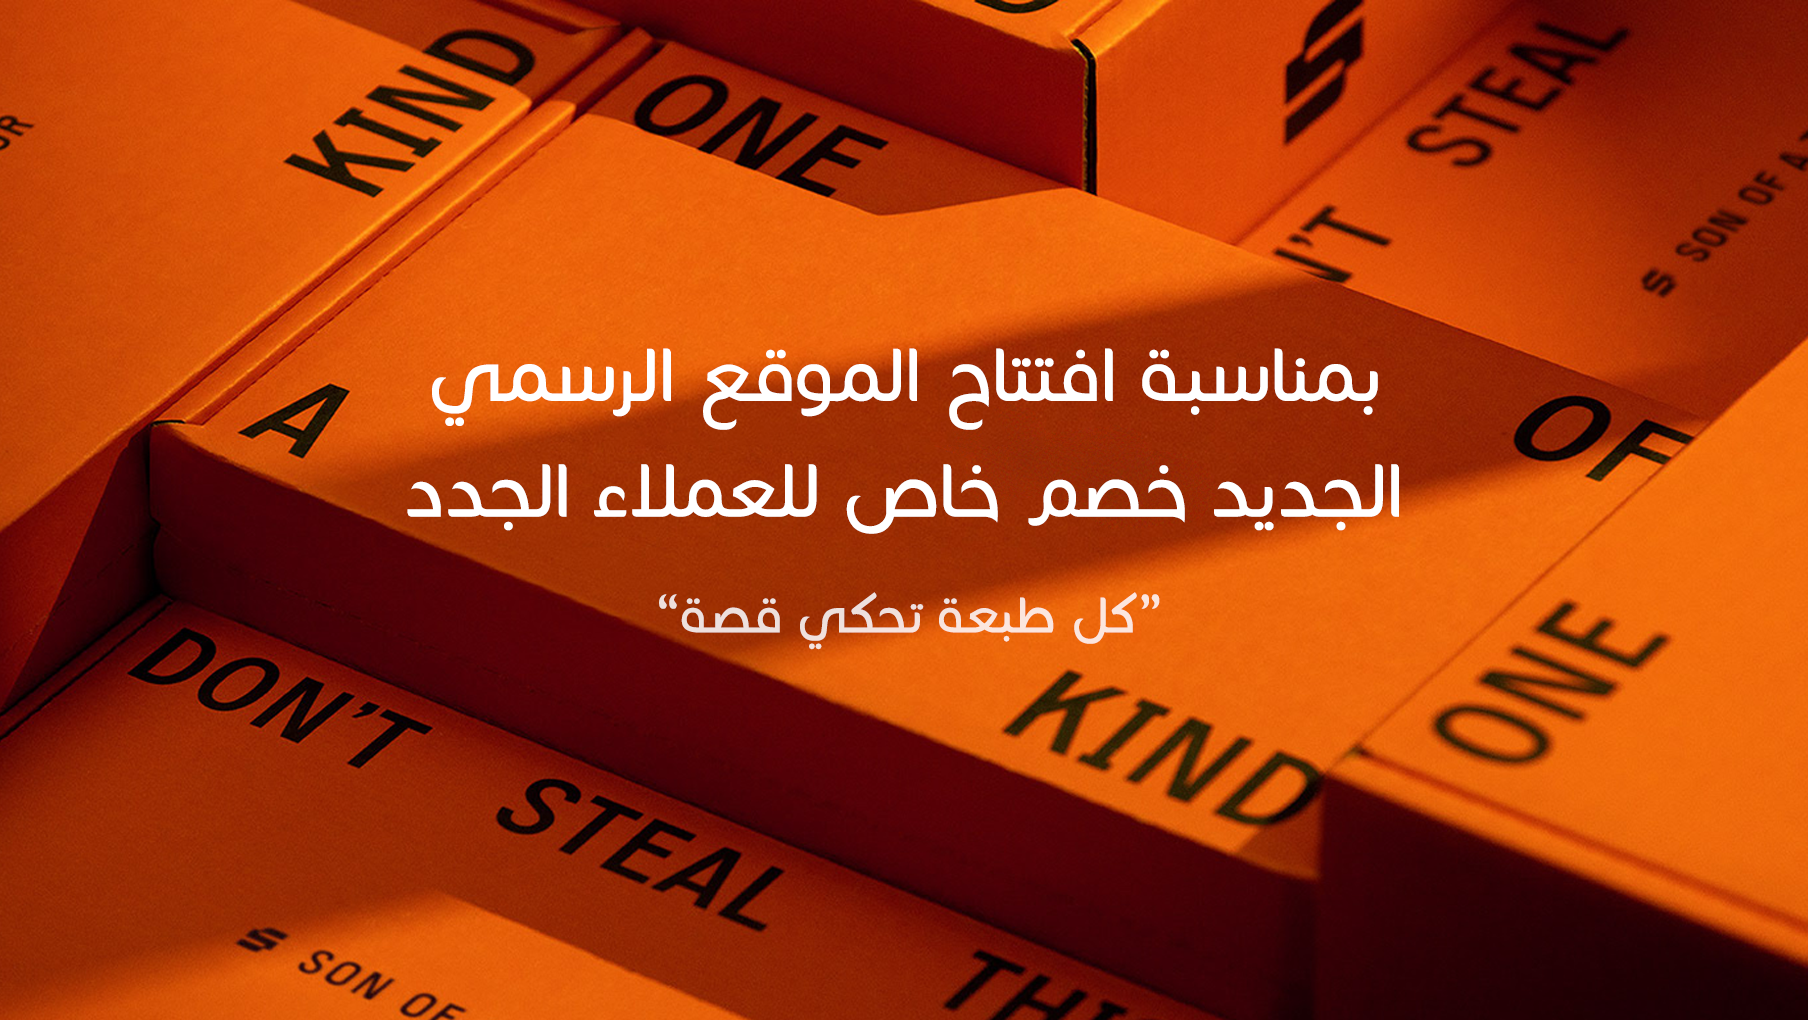 KIND
ONE
STEAL
N'T
SON OF A
بمناسبة افتتاح الموقع الرسمي
الجديد خصم خاص للعملاء الجدد
”كل طبعة تحكي قصة“
A
OF
KIND
ONE
DON'T
STEAL
SON OF